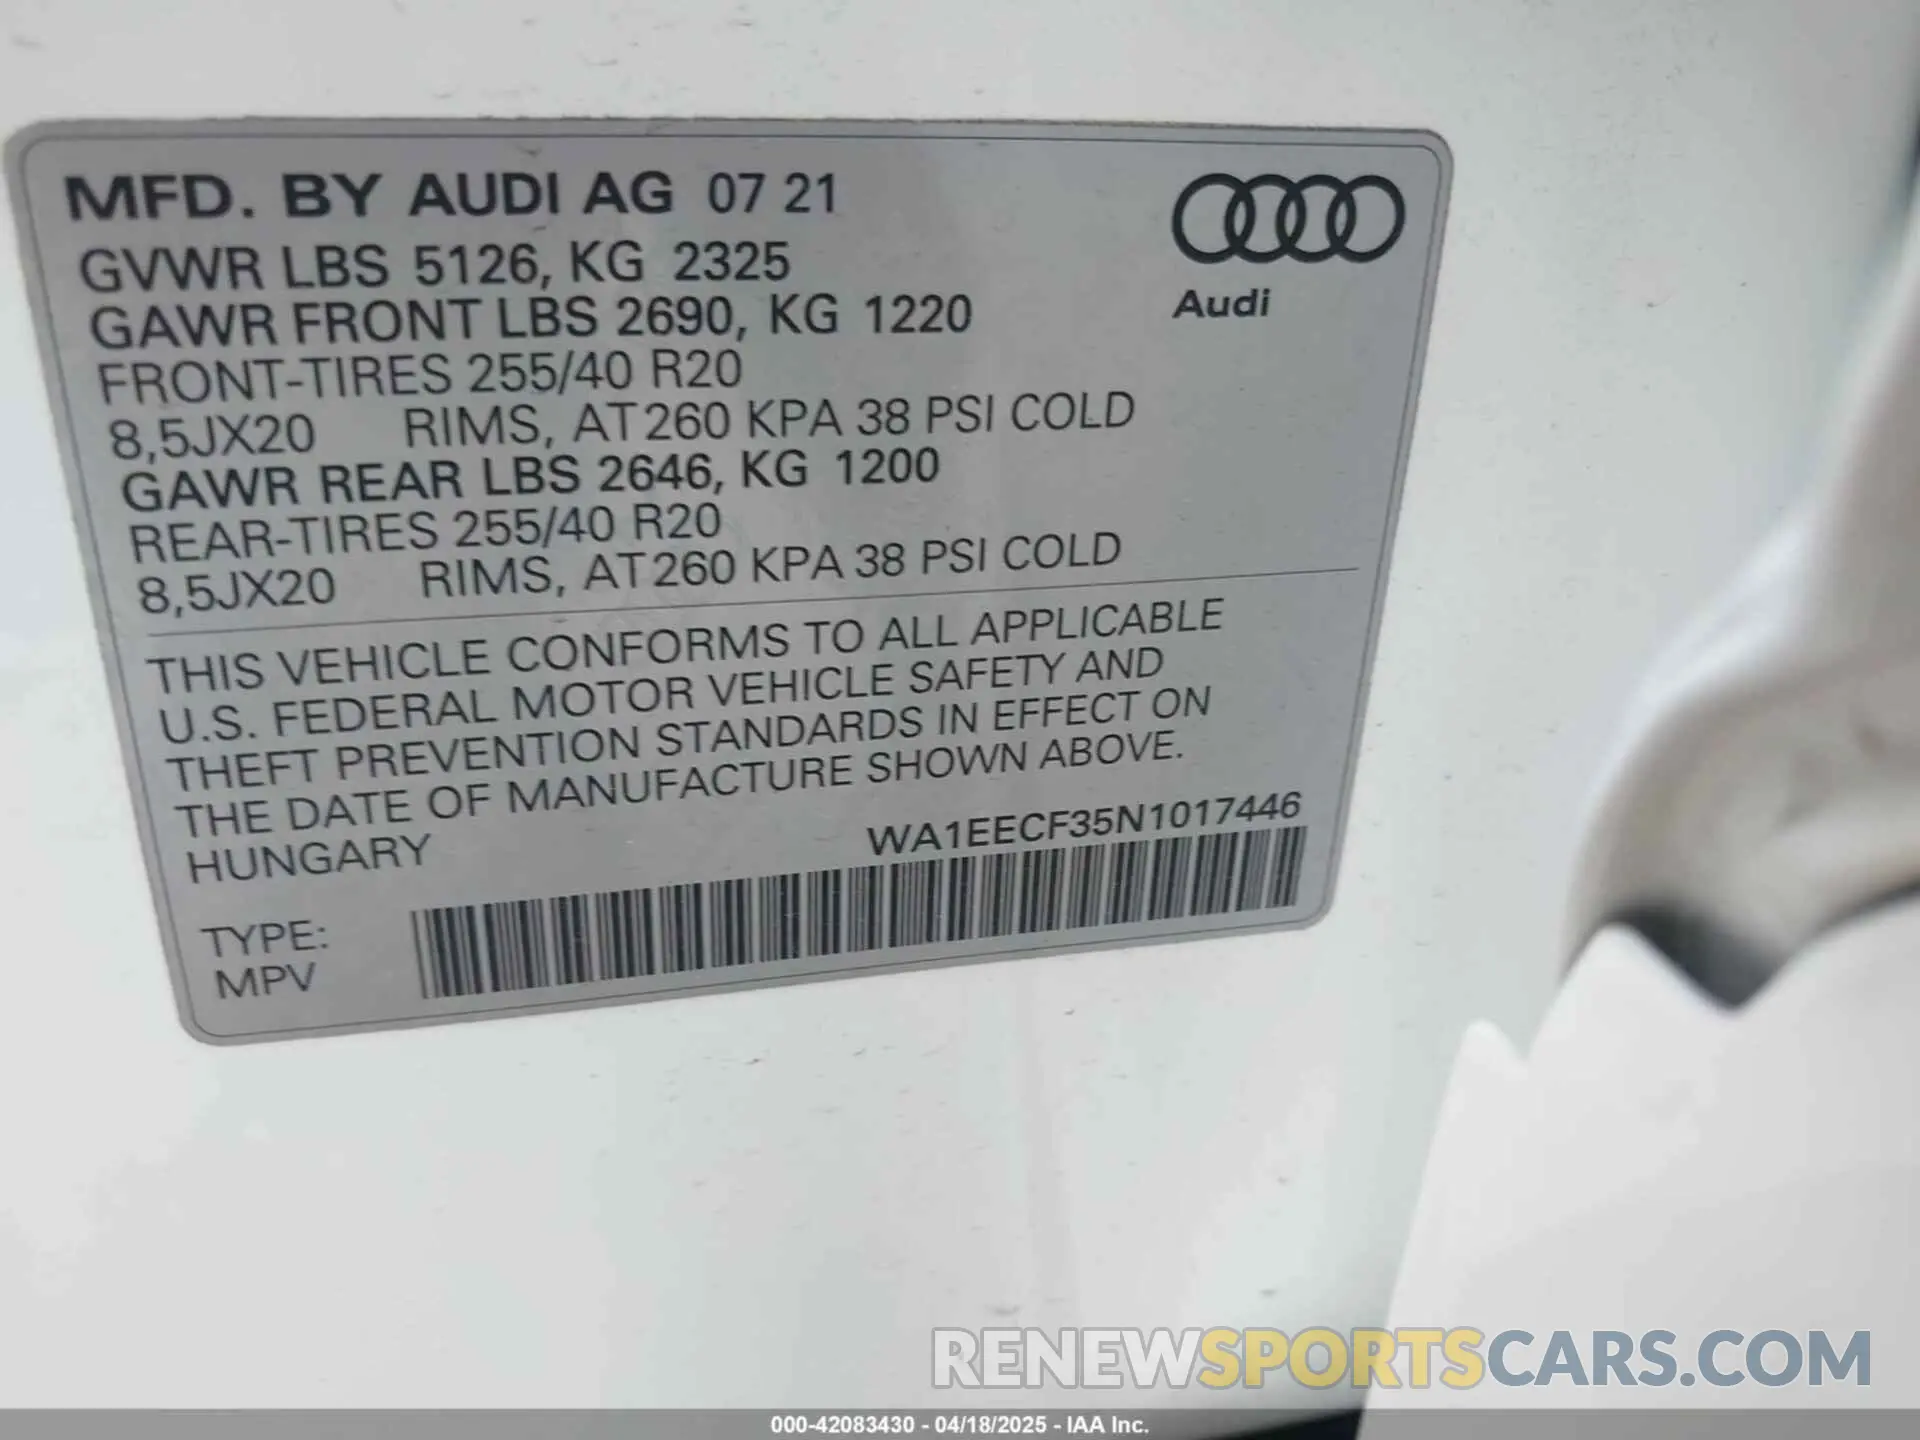 MFD. BY AUDI AG 07 21
GVWR LBS 5126, KG 2325
GAWR FRONT LBS 2690, KG 1220
FRONT-TIRES 255/40 R20
8,5JX20 RIMS, AT 260 KPA 38 PSI COLD
GAWR REAR LBS 2646, KG 1200
REAR-TIRES 255/40 R20
8,5JX20 RIMS, AT 260 KPA 38 PSI COLD
Audi
THIS VEHICLE CONFORMS TO ALL APPLICABLE
U.S. FEDERAL MOTOR VEHICLE SAFETY AND
THEFT PREVENTION STANDARDS IN EFFECT ON
THE DATE OF MANUFACTURE SHOWN ABOVE.
HUNGARY WA1EECF35N1017446
TYPE:
MPV
RENEWSPORTSCARS.COM
000-42083430 - 04/18/2025 - IAA Inc.